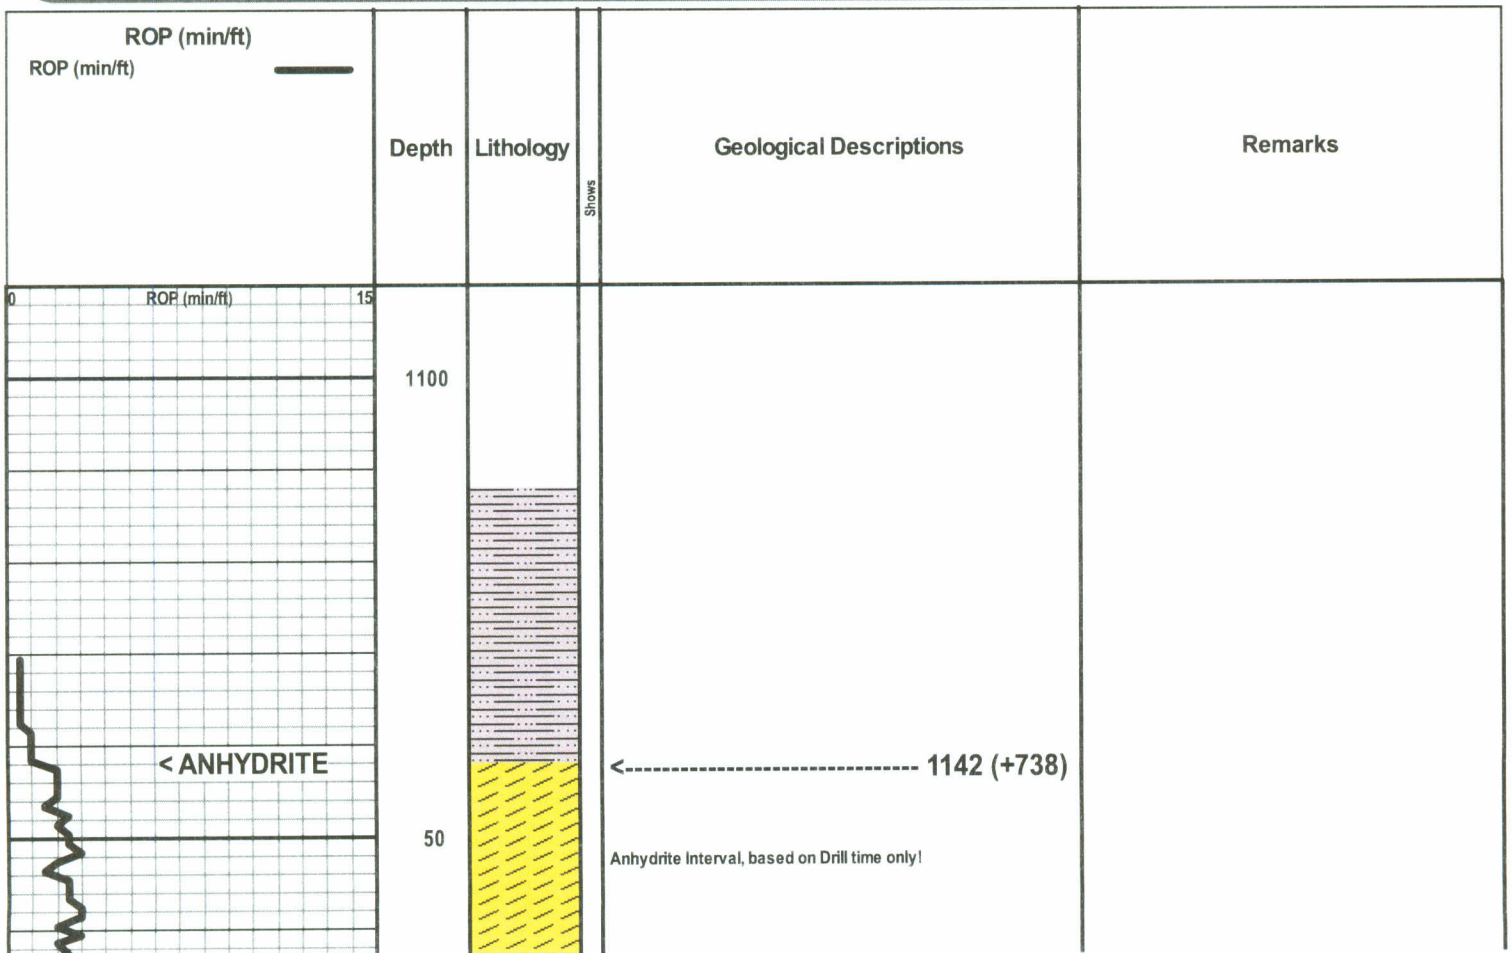 ROP (min/ft)
ROP (min/ft)
Depth
Lithology
Shows
Geological Descriptions
Remarks
0 ROP (min/ft) 15
1100
< ANHYDRITE
<------------------------------------ 1142 (+738)
50
Anhydrite Interval, based on Drill time only!